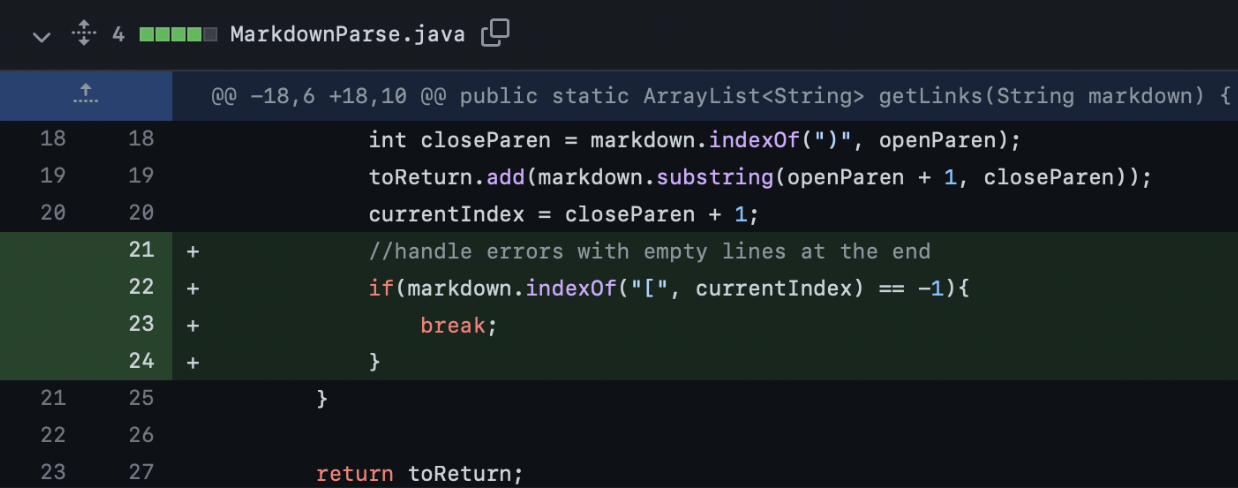 4 MarkdownParse.java
@@ -18,6 +18,10 @@ public static ArrayList<String> getLinks(String markdown) {
18 18 int closeParen = markdown.indexOf(")", openParen);
19 19 toReturn.add(markdown.substring(openParen + 1, closeParen));
20 20 currentIndex = closeParen + 1;
21 + //handle errors with empty lines at the end
22 + if(markdown.indexOf("[", currentIndex) == -1){
23 + break;
24 + }
21 25 }
22 26
23 27 return toReturn;